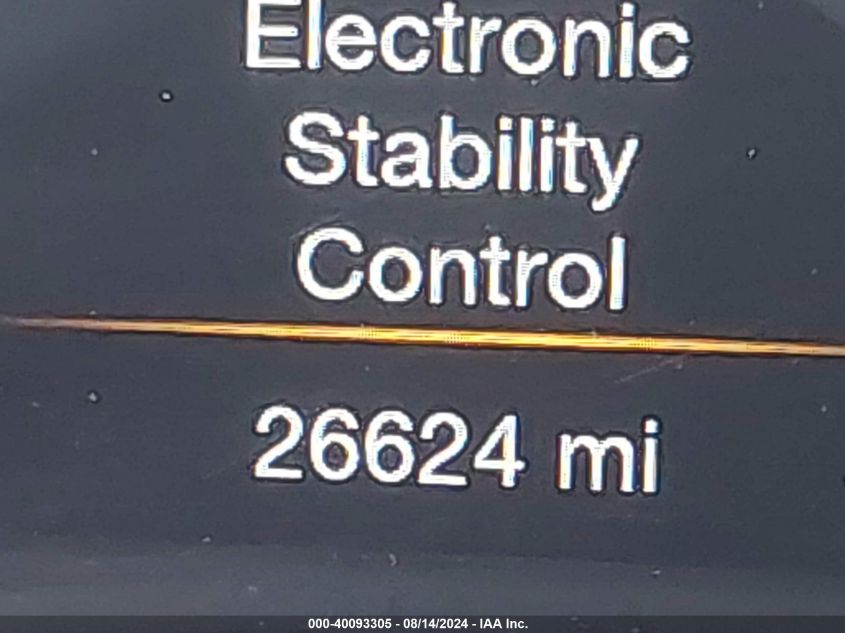 Electronic
Stability
Control
26624 mi
000-40093305 - 08/14/2024 - IAA Inc.